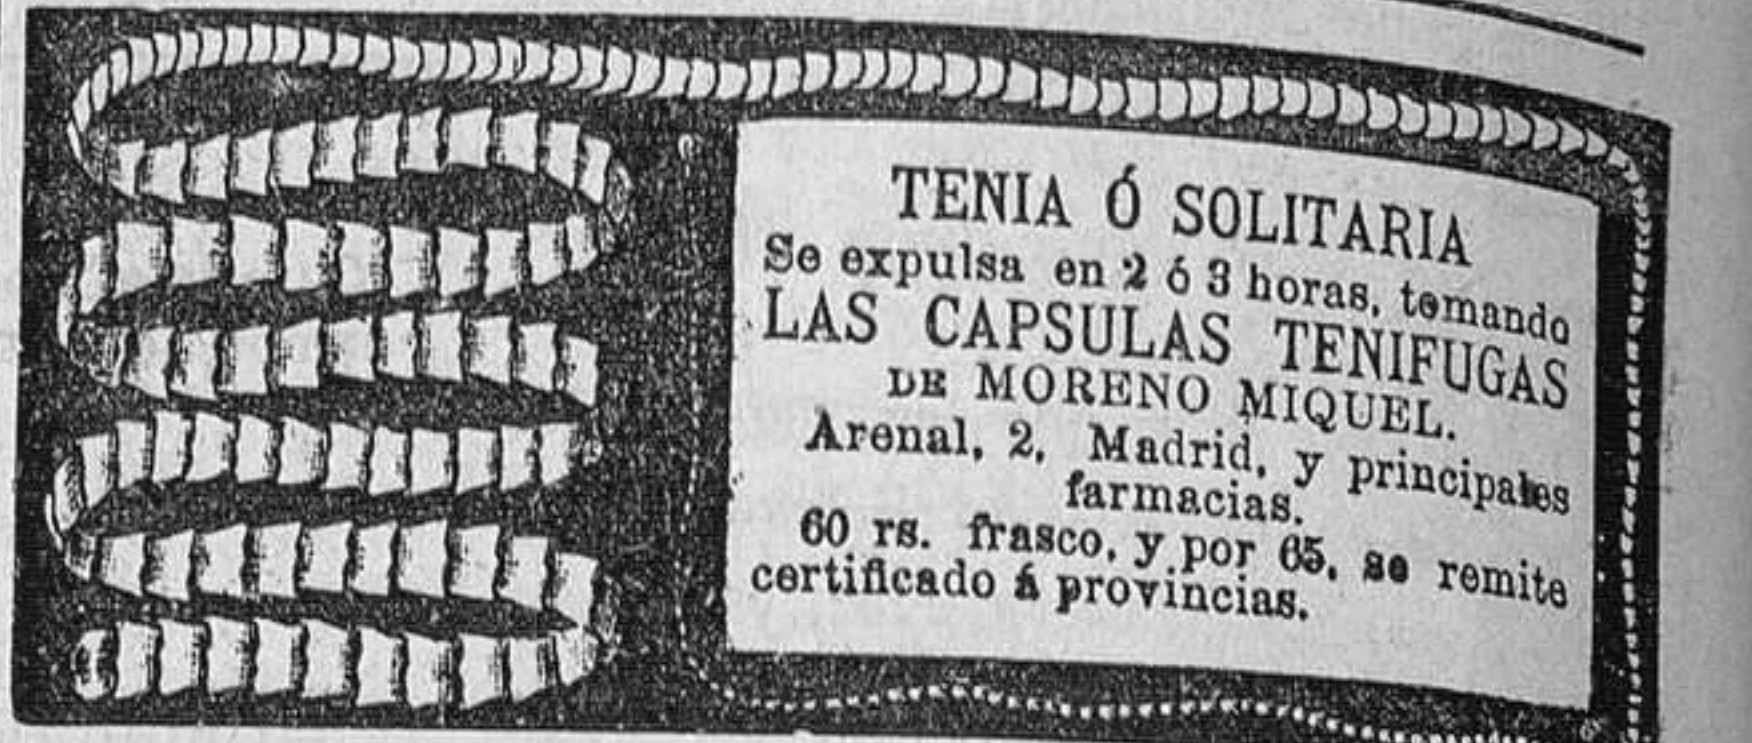 TENIA Ó SOLITARIA
Se expulsa en 2 ó 3 horas, tomando
LAS CAPSULAS TENIFUGAS
DE MORENO MIQUEL.
Arenal, 2, Madrid, y principales
farmacias.
60 rs. frasco, y por 65, se remite
certificado á provincias.